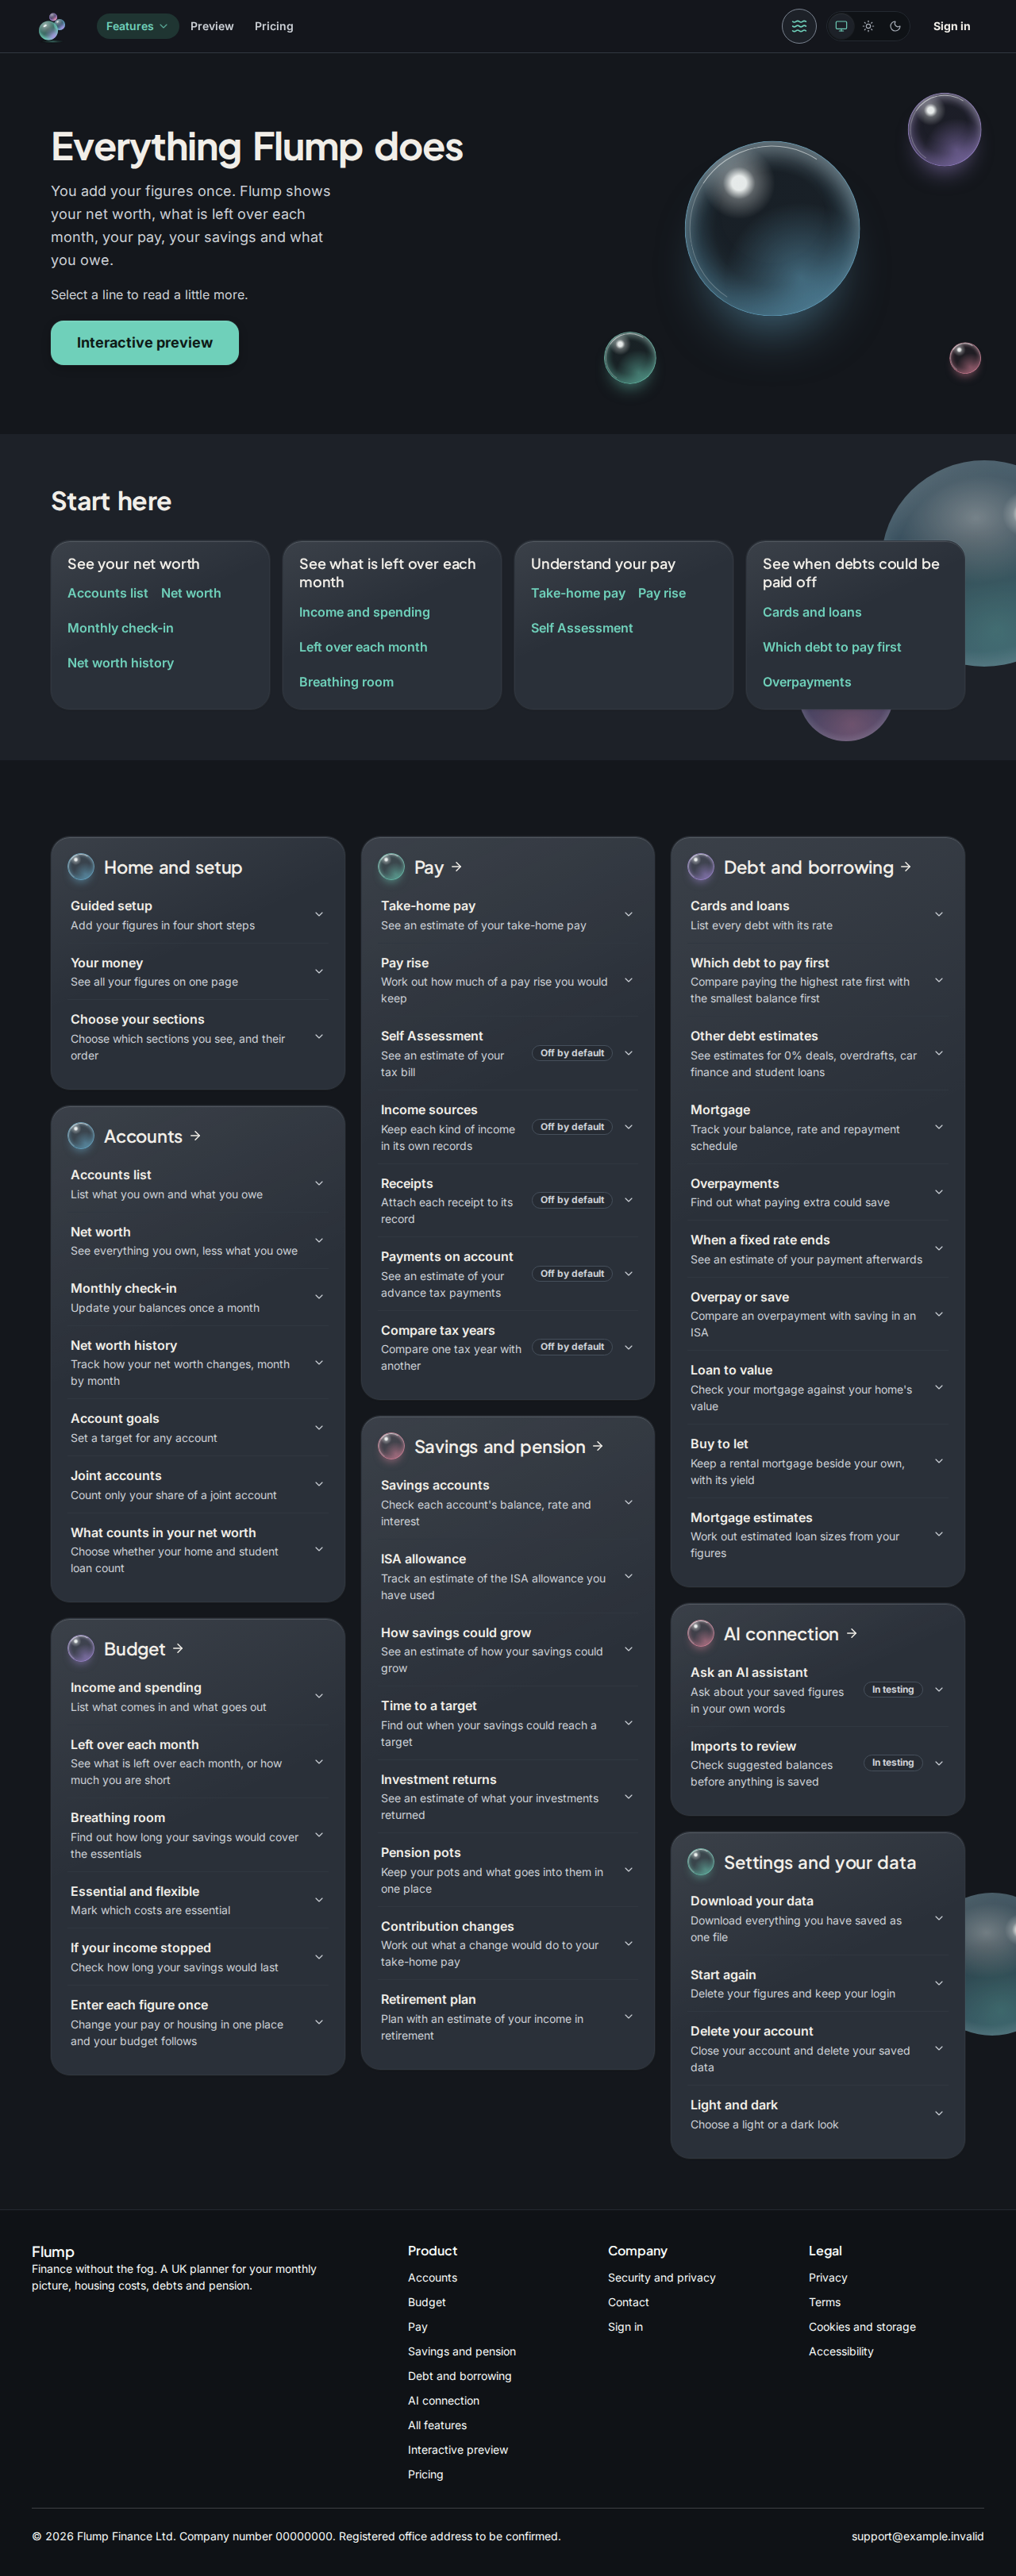 Features
Preview
Pricing
Sign in
Everything Flump does
You add your figures once. Flump shows
your net worth, what is left over each
month, your pay, your savings and what
you owe.
Select a line to read a little more.
Interactive preview
Start here
See your net worth
Accounts list
Net worth
Monthly check-in
Net worth history
See what is left over each
month
Income and spending
Left over each month
Breathing room
Understand your pay
Take-home pay
Pay rise
Self Assessment
See when debts could be
paid off
Cards and loans
Which debt to pay first
Overpayments
Home and setup
Guided setup
Add your figures in four short steps
Your money
See all your figures on one page
Choose your sections
Choose which sections you see, and their
order
Accounts
Accounts list
List what you own and what you owe
Net worth
See everything you own, less what you owe
Monthly check-in
Update your balances once a month
Net worth history
Track how your net worth changes, month
by month
Account goals
Set a target for any account
Joint accounts
Count only your share of a joint account
What counts in your net worth
Choose whether your home and student
loan count
Budget
Income and spending
List what comes in and what goes out
Left over each month
See what is left over each month, or how
much you are short
Breathing room
Find out how long your savings would cover
the essentials
Essential and flexible
Mark which costs are essential
If your income stopped
Check how long your savings would last
Enter each figure once
Change your pay or housing in one place
and your budget follows
Pay
Take-home pay
See an estimate of your take-home pay
Pay rise
Work out how much of a pay rise you would
keep
Self Assessment
See an estimate of your
tax bill
Off by default
Income sources
Keep each kind of income
in its own records
Off by default
Receipts
Attach each receipt to its
record
Off by default
Payments on account
See an estimate of your
advance tax payments
Off by default
Compare tax years
Compare one tax year with
another
Off by default
Savings and pension
Savings accounts
Check each account's balance, rate and
interest
ISA allowance
Track an estimate of the ISA allowance you
have used
How savings could grow
See an estimate of how your savings could
grow
Time to a target
Find out when your savings could reach a
target
Investment returns
See an estimate of what your investments
returned
Pension pots
Keep your pots and what goes into them in
one place
Contribution changes
Work out what a change would do to your
take-home pay
Retirement plan
Plan with an estimate of your income in
retirement
Debt and borrowing
Cards and loans
List every debt with its rate
Which debt to pay first
Compare paying the highest rate first with
the smallest balance first
Other debt estimates
See estimates for 0% deals, overdrafts, car
finance and student loans
Mortgage
Track your balance, rate and repayment
schedule
Overpayments
Find out what paying extra could save
When a fixed rate ends
See an estimate of your payment afterwards
Overpay or save
Compare an overpayment with saving in an
ISA
Loan to value
Check your mortgage against your home's
value
Buy to let
Keep a rental mortgage beside your own,
with its yield
Mortgage estimates
Work out estimated loan sizes from your
figures
AI connection
Ask an AI assistant
Ask about your saved figures
in your own words
In testing
Imports to review
Check suggested balances
before anything is saved
In testing
Settings and your data
Download your data
Download everything you have saved as
one file
Start again
Delete your figures and keep your login
Delete your account
Close your account and delete your saved
data
Light and dark
Choose a light or a dark look
Flump
Finance without the fog. A UK planner for your monthly
picture, housing costs, debts and pension.
Product
Accounts
Budget
Pay
Savings and pension
Debt and borrowing
AI connection
All features
Interactive preview
Pricing
Company
Security and privacy
Contact
Sign in
Legal
Privacy
Terms
Cookies and storage
Accessibility
© 2026 Flump Finance Ltd. Company number 00000000. Registered office address to be confirmed.
support@example.invalid